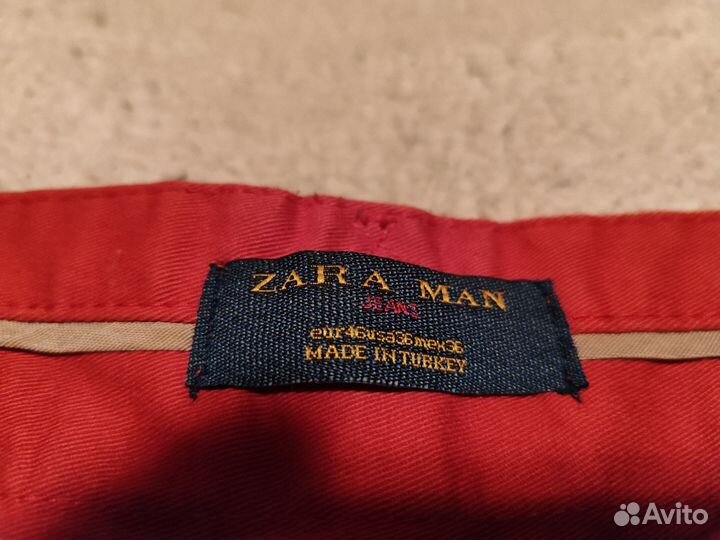 ZARA MAN
JEANS
eur46usa36mex36
MADE IN TURKEY
Avito